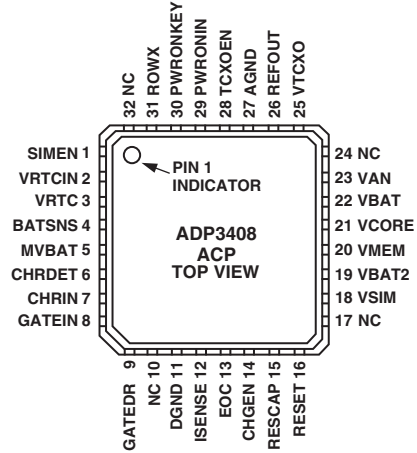 32 NC
31 ROWX
30 PWRONKEY
29 PWRONIN
28 TCXOEN
27 AGND
26 REFOUT
25 VTCXO
SIMEN 1
VRTCIN 2
VRTC 3
BATSNS 4
MVBAT 5
CHRDET 6
CHRIN 7
GATEIN 8
PIN 1
INDICATOR
ADP3408
ACP
TOP VIEW
24 NC
23 VAN
22 VBAT
21 VCORE
20 VMEM
19 VBAT2
18 VSIM
17 NC
GATEDR 9
NC 10
DGND 11
ISENSE 12
EOC 13
CHGEN 14
RESCAP 15
RESET 16